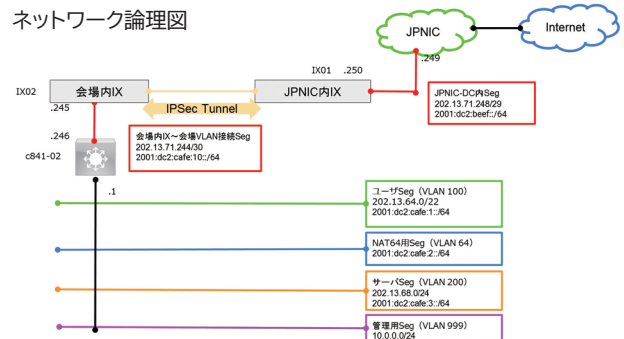 ネットワーク論理図
JPNIC
Internet
.249
IX01 .250
IX02
会場内IX
JPNIC内IX
IPSec Tunnel
JPNIC-DC内Seg
202.13.71.248/29
2001:dc2:beef::/64
.245
.246
会場内IX～会場VLAN接続Seg
202.13.71.244/30
2001:dc2:cafe:10::/64
c841-02
.1
ユーザSeg（VLAN 100）
202.13.64.0/22
2001:dc2:cafe:1::/64
NAT64用Seg（VLAN 64）
2001:dc2:cafe:2::/64
サーバSeg（VLAN 200）
202.13.68.0/24
2001:dc2:cafe:3::/64
管理用Seg（VLAN 999）
10.0.0.0/24